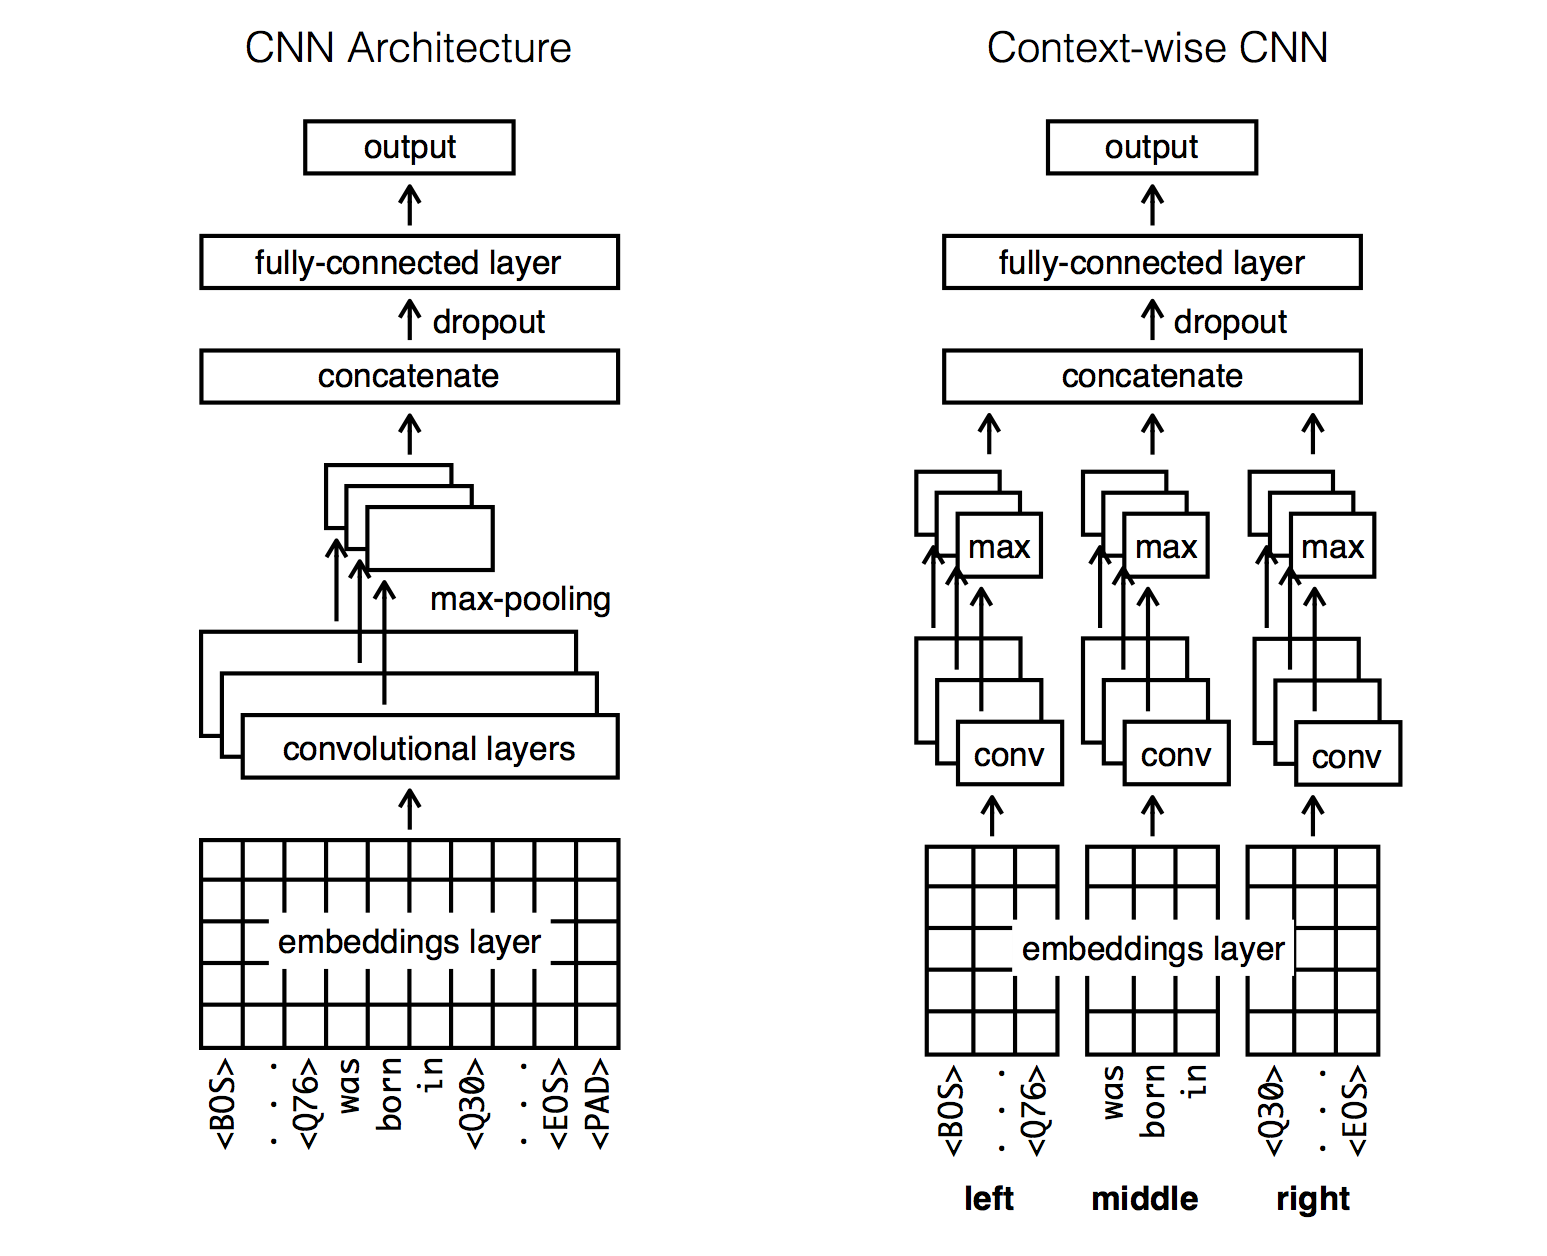 CNN Architecture
output
fully-connected layer
dropout
concatenate
max-pooling
convolutional layers
embeddings layer
<BOS> . . . <Q76> was born in <Q30> . . . <EOS> <PAD>
Context-wise CNN
output
fully-connected layer
dropout
concatenate
max max max
conv conv conv
embeddings layer
<BOS> . . . <Q76> was born in <Q30> . . . <EOS>
left middle right